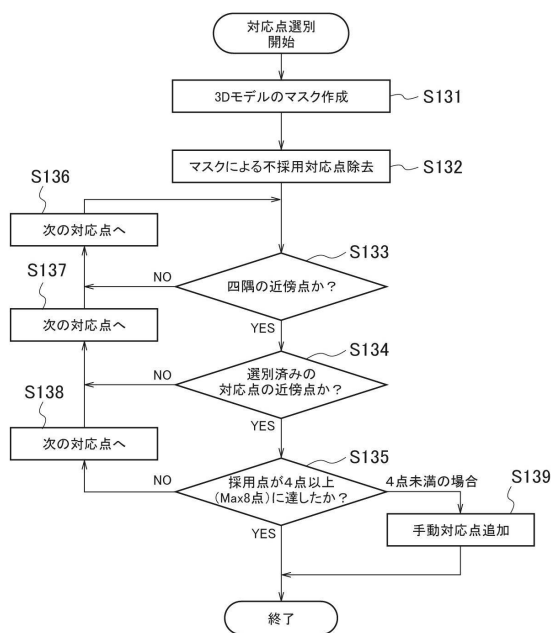 対応点選別
開始
3Dモデルのマスク作成
S131
マスクによる不採用対応点除去
S132
S136
次の対応点へ
S133
四隅の近傍点か？
NO
YES
S137
次の対応点へ
S134
選別済みの
対応点の近傍点か？
NO
YES
S138
次の対応点へ
S135
採用点が４点以上
(Max8点)に達したか？
NO
YES
４点未満の場合
S139
手動対応点追加
終了